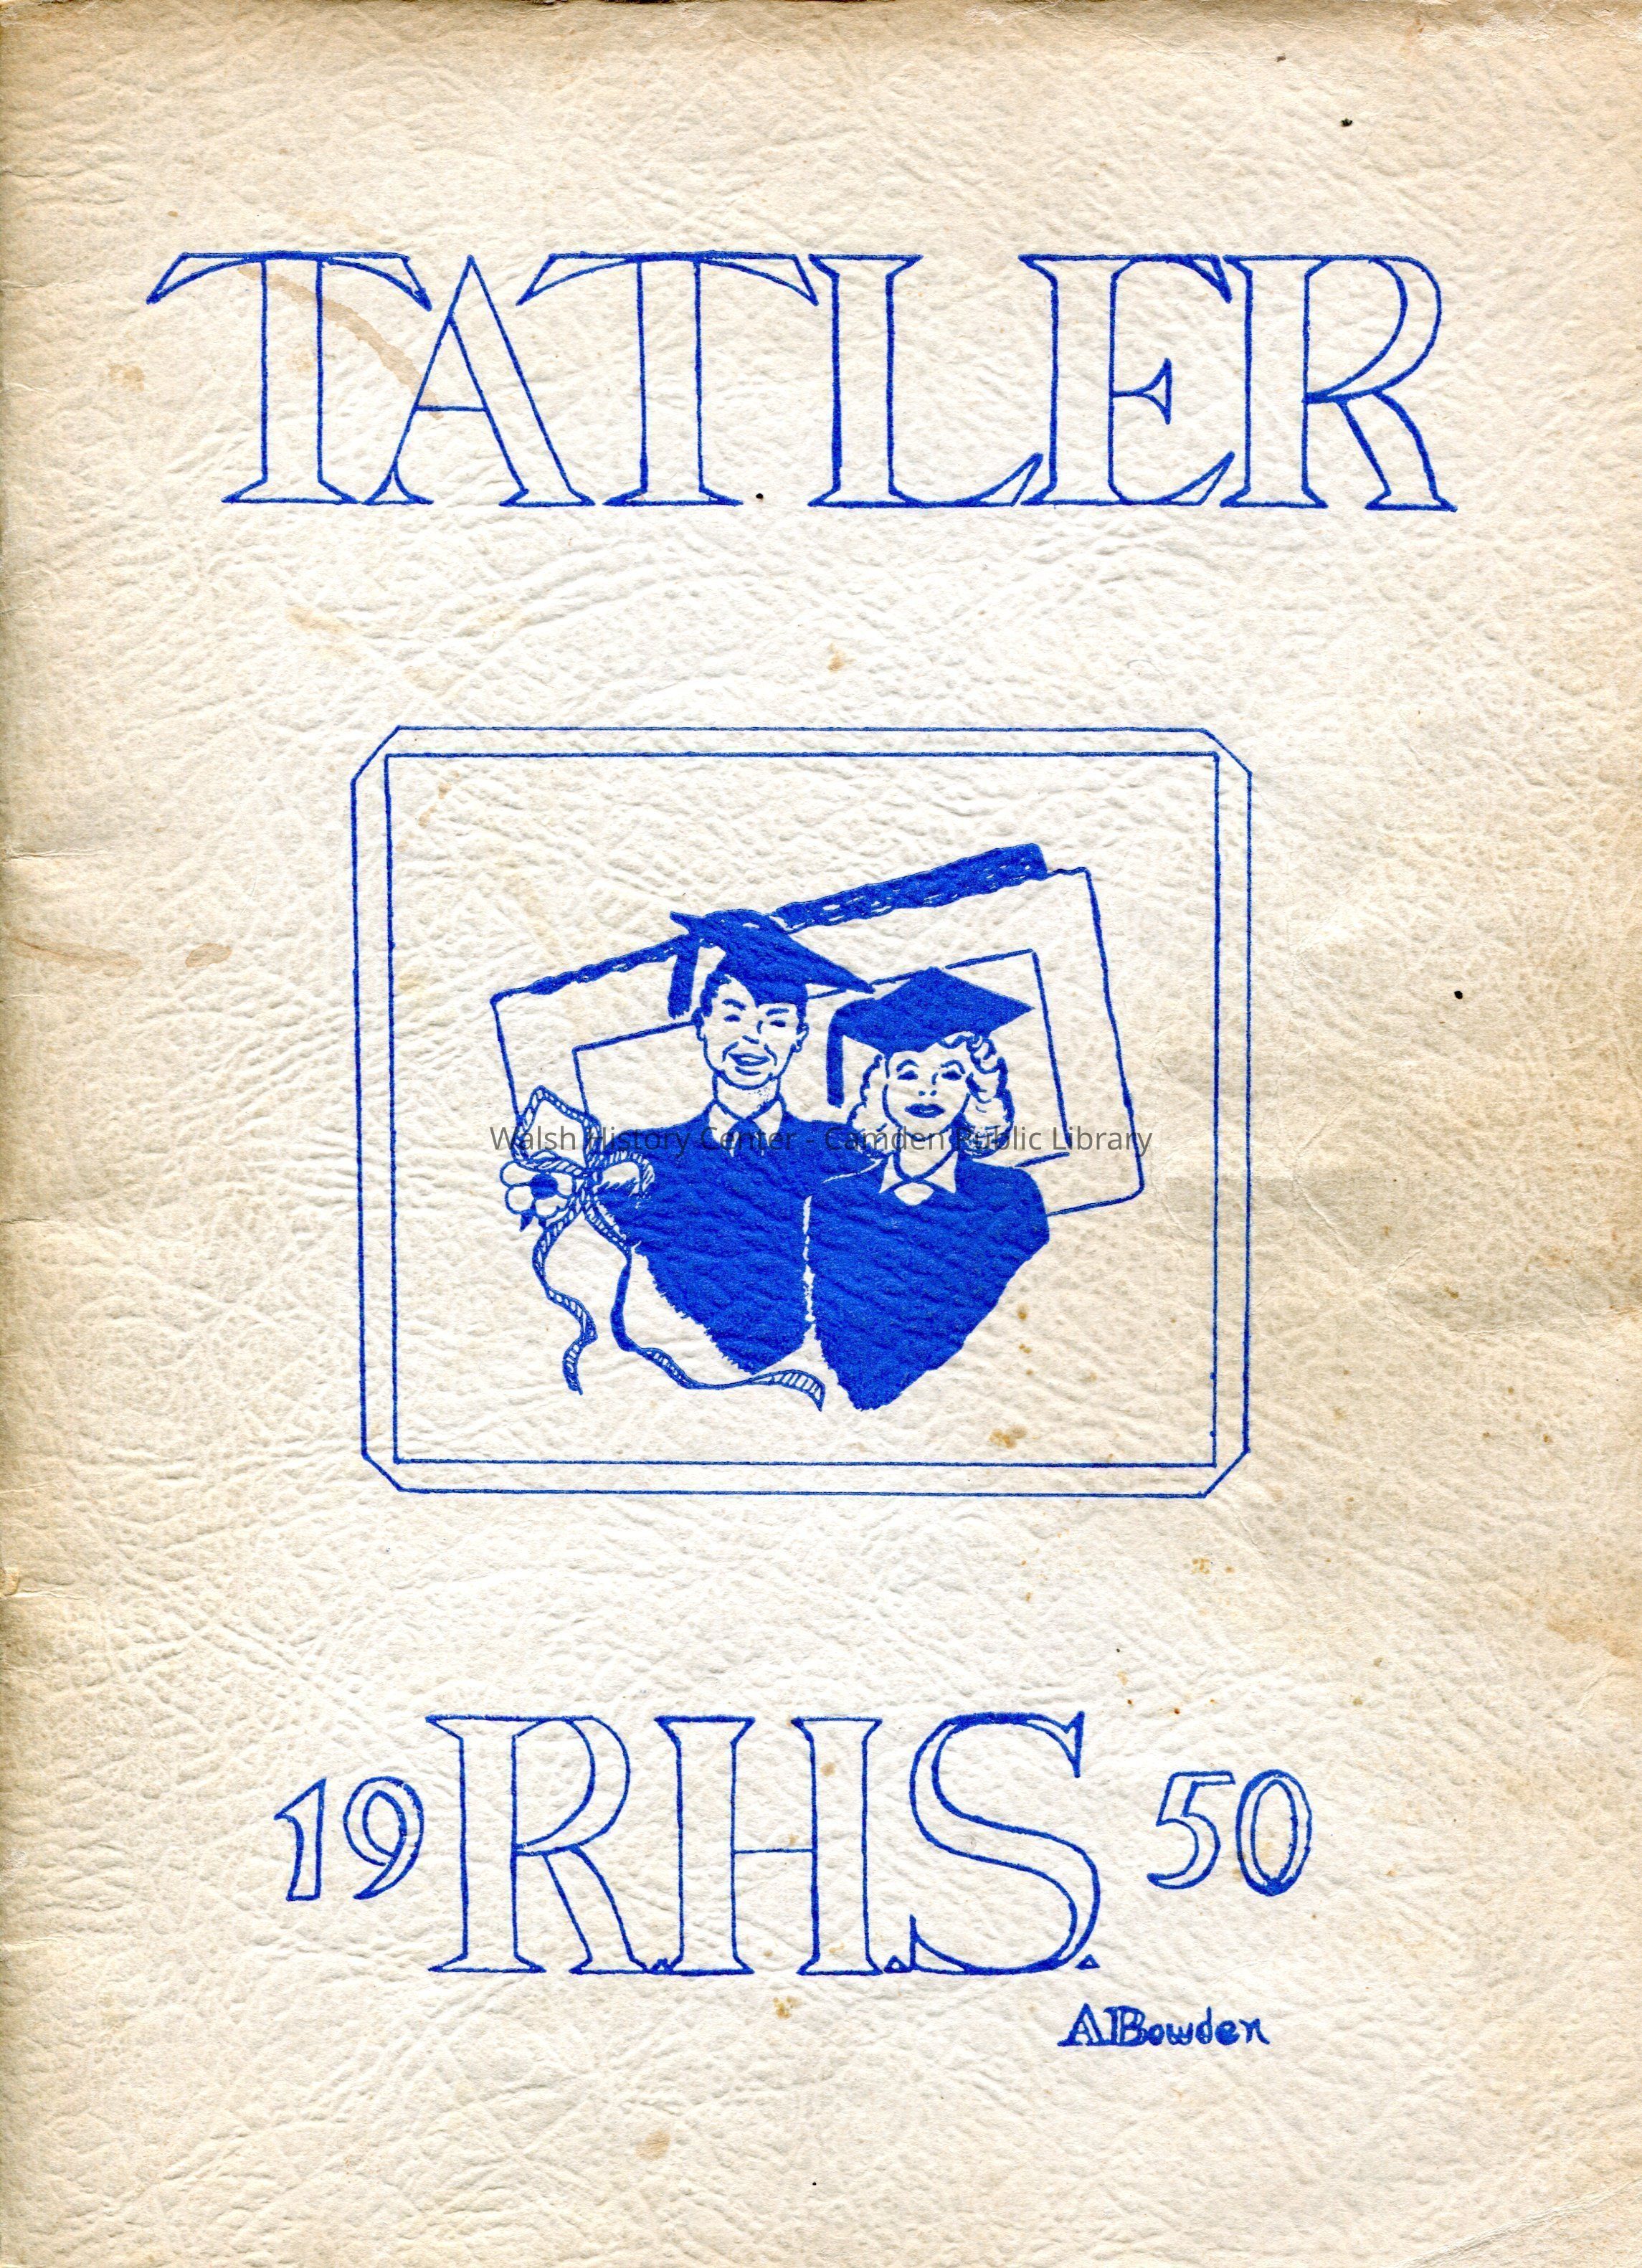 TATLER
Walsh History Center - Camden Public Library
19 R.H.S. 50
A Bowden